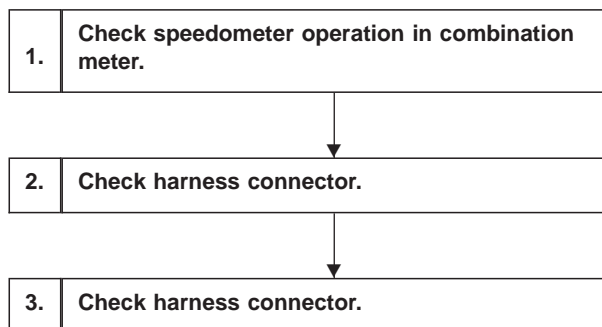 1. Check speedometer operation in combination
meter.
2. Check harness connector.
3. Check harness connector.